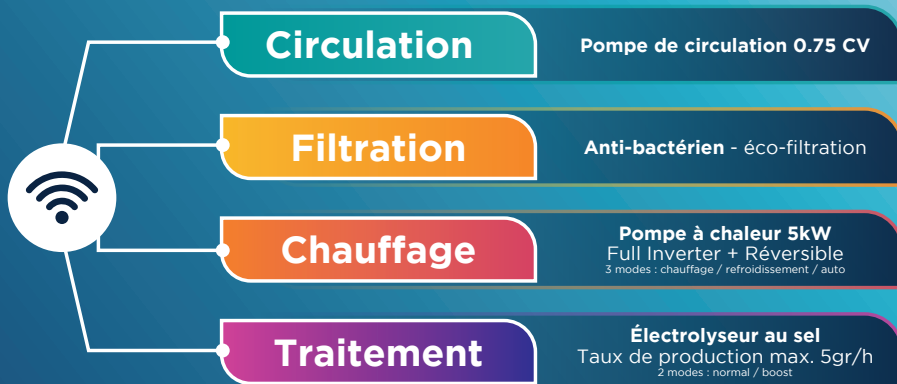 Circulation
Pompe de circulation 0.75 CV
Filtration
Anti-bactérien - éco-filtration
Chauffage
Pompe à chaleur 5kW
Full Inverter + Réversible
3 modes : chauffage / refroidissement / auto
Traitement
Électrolyseur au sel
Taux de production max. 5gr/h
2 modes : normal / boost